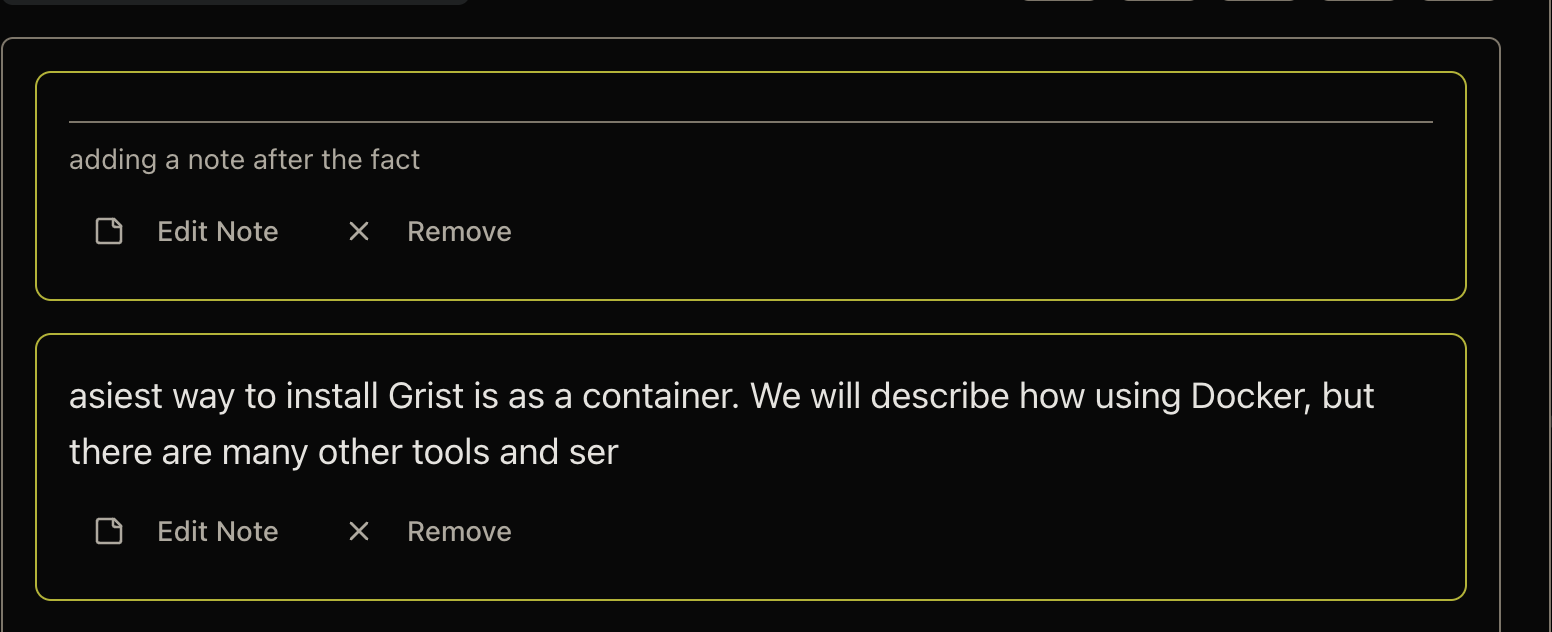 adding a note after the fact
Edit Note Remove
asiest way to install Grist is as a container. We will describe how using Docker, but
there are many other tools and ser
Edit Note Remove